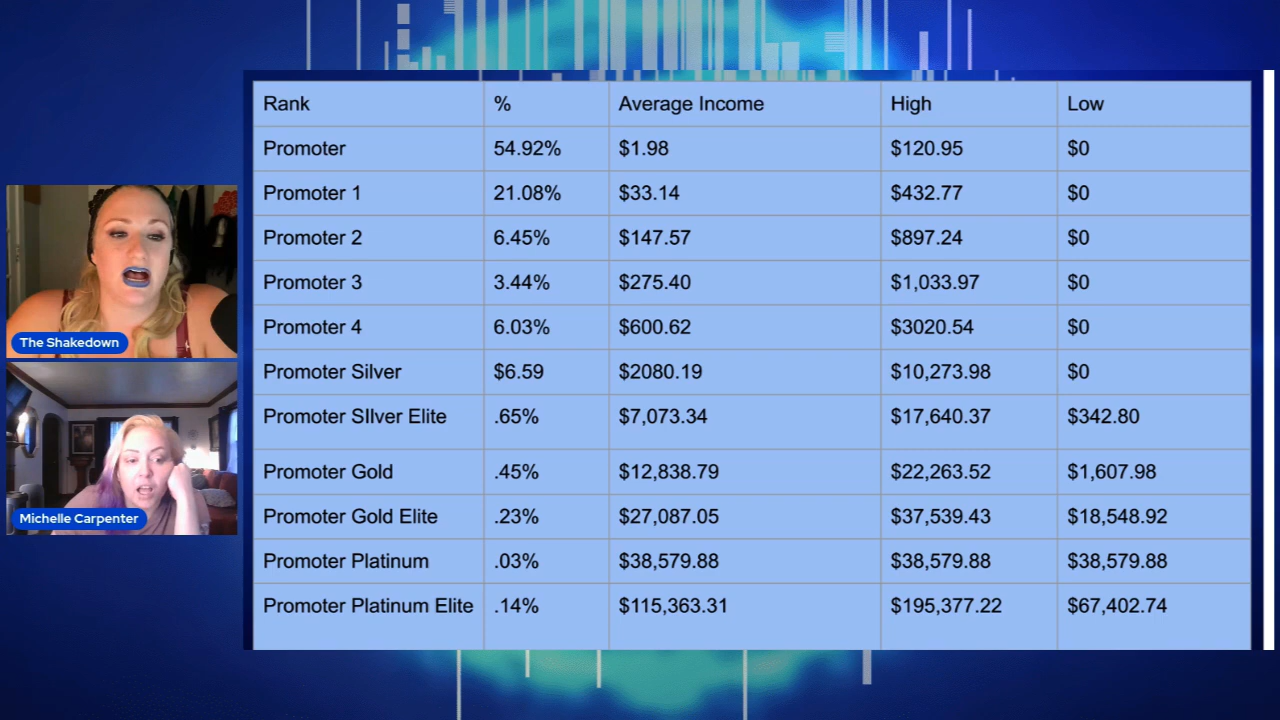 Rank % Average Income High Low
Promoter 54.92% $1.98 $120.95 $0
Promoter 1 21.08% $33.14 $432.77 $0
Promoter 2 6.45% $147.57 $897.24 $0
Promoter 3 3.44% $275.40 $1,033.97 $0
Promoter 4 6.03% $600.62 $3020.54 $0
Promoter Silver $6.59 $2080.19 $10,273.98 $0
Promoter SIlver Elite .65% $7,073.34 $17,640.37 $342.80
Promoter Gold .45% $12,838.79 $22,263.52 $1,607.98
Promoter Gold Elite .23% $27,087.05 $37,539.43 $18,548.92
Promoter Platinum .03% $38,579.88 $38,579.88 $38,579.88
Promoter Platinum Elite .14% $115,363.31 $195,377.22 $67,402.74
The Shakedown
Michelle Carpenter